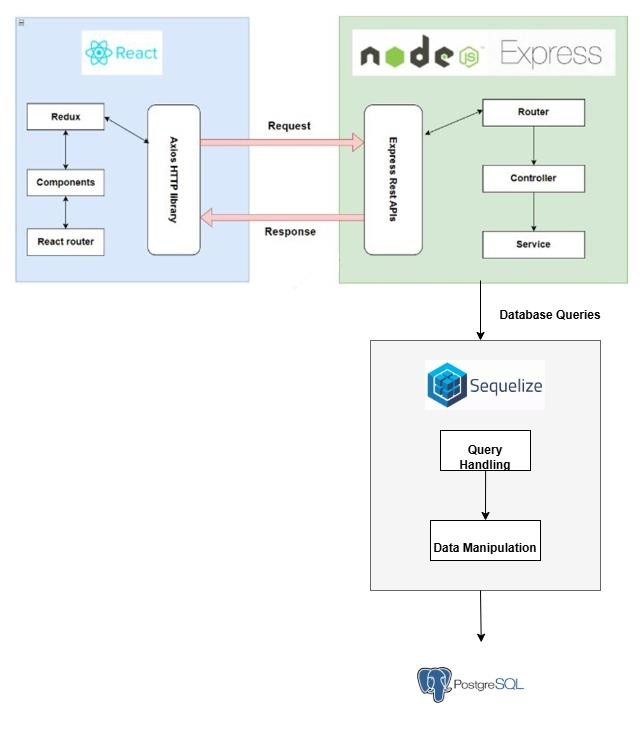 React
node
JS
Express
Redux
Components
React router
Axios HTTP library
Request
Response
Express Rest APIs
Router
Controller
Service
Database Queries
Sequelize
Query
Handling
Data Manipulation
PostgreSQL